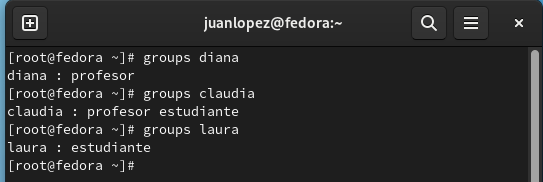 juanlopez@fedora:~
[root@fedora ~]# groups diana
diana : profesor
[root@fedora ~]# groups claudia
claudia : profesor estudiante
[root@fedora ~]# groups laura
laura : estudiante
[root@fedora ~]#